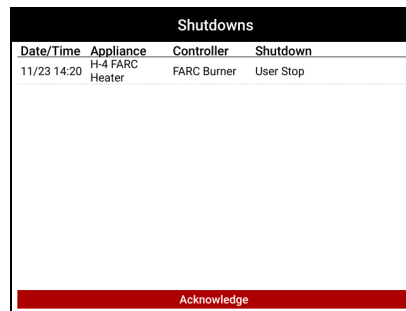 Shutdowns
Date/Time Appliance Controller Shutdown
11/23 14:20 H-4 FARC Heater FARC Burner User Stop
Acknowledge